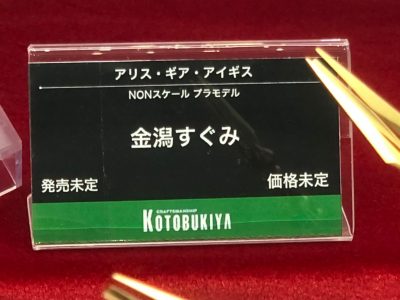 アリス・ギア・アイギス
NONスケール プラモデル
金潟すぐみ
発売未定 価格未定
CRAFTSMANSHIP
KOTOBUKIYA